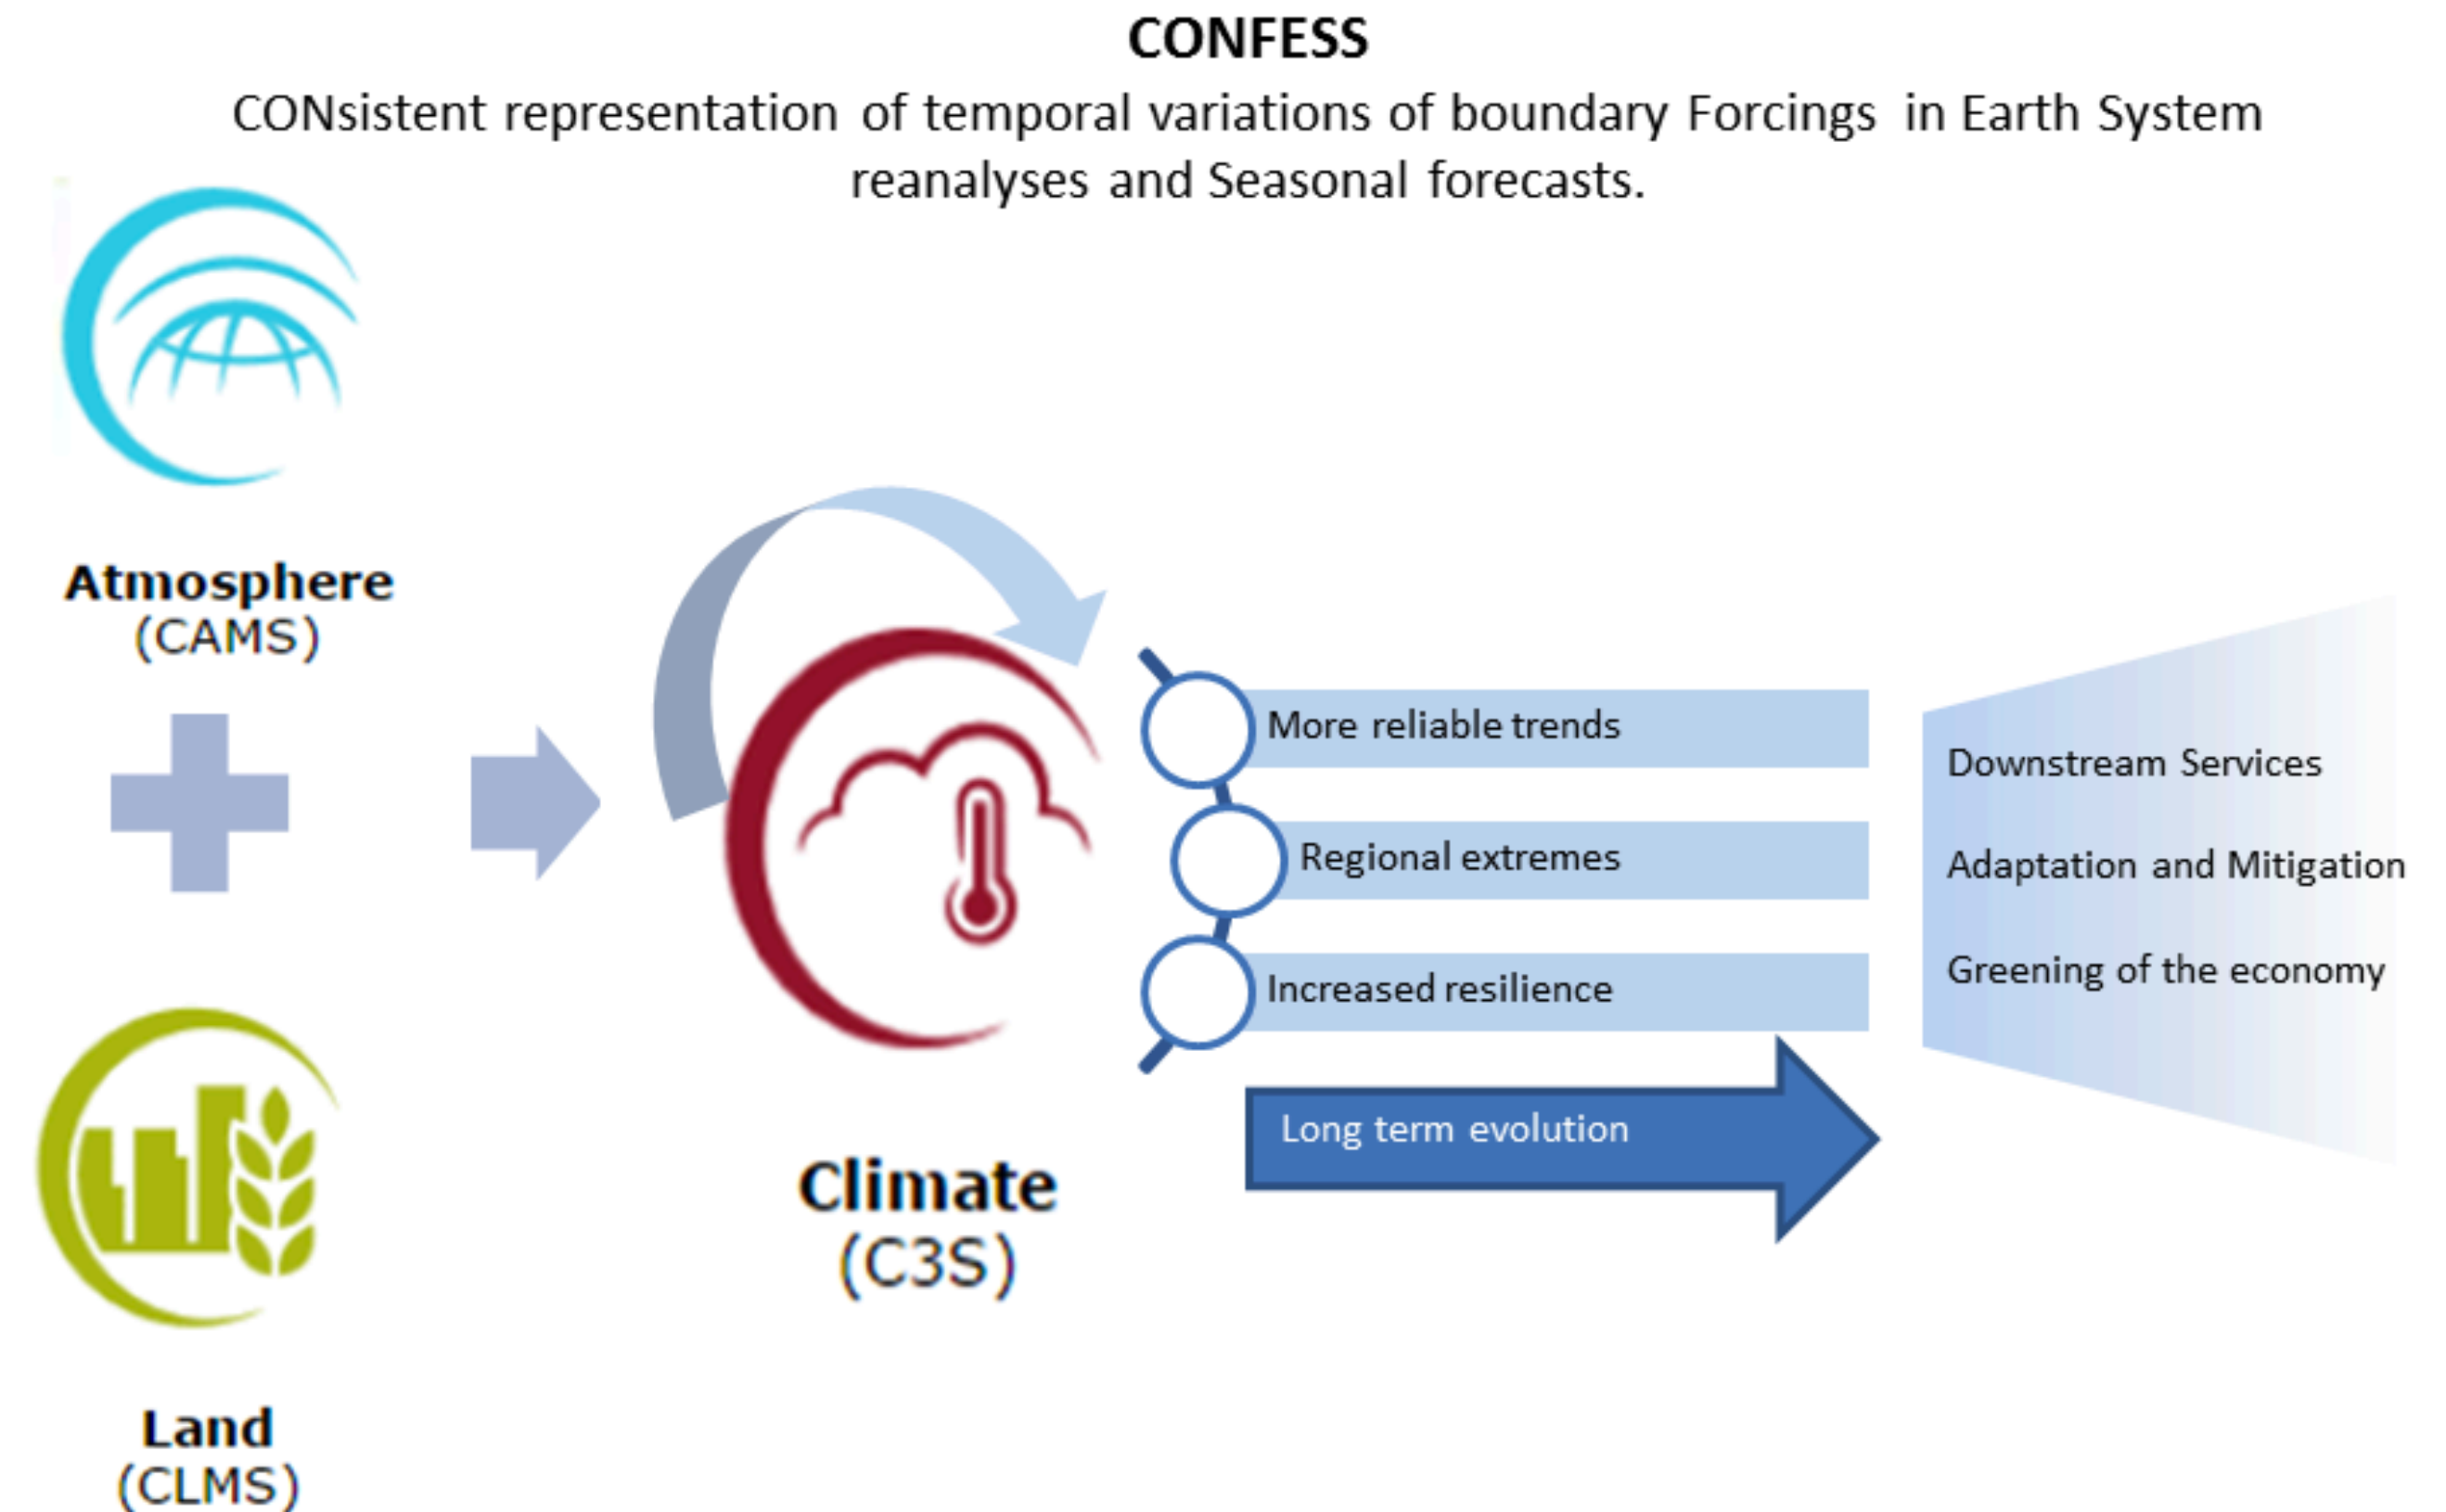 CONFESS
CONsistent representation of temporal variations of boundary Forcings in Earth System
reanalyses and Seasonal forecasts.
Atmosphere
(CAMS)
Land
(CLMS)
Climate
(C3S)
More reliable trends
Regional extremes
Increased resilience
Long term evolution
Downstream Services
Adaptation and Mitigation
Greening of the economy